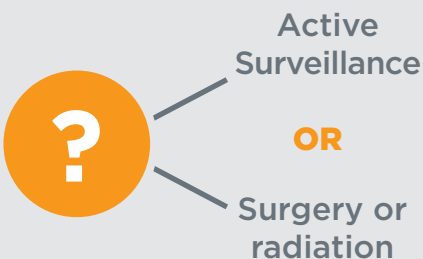 Active
Surveillance
?
OR
Surgery or
radiation